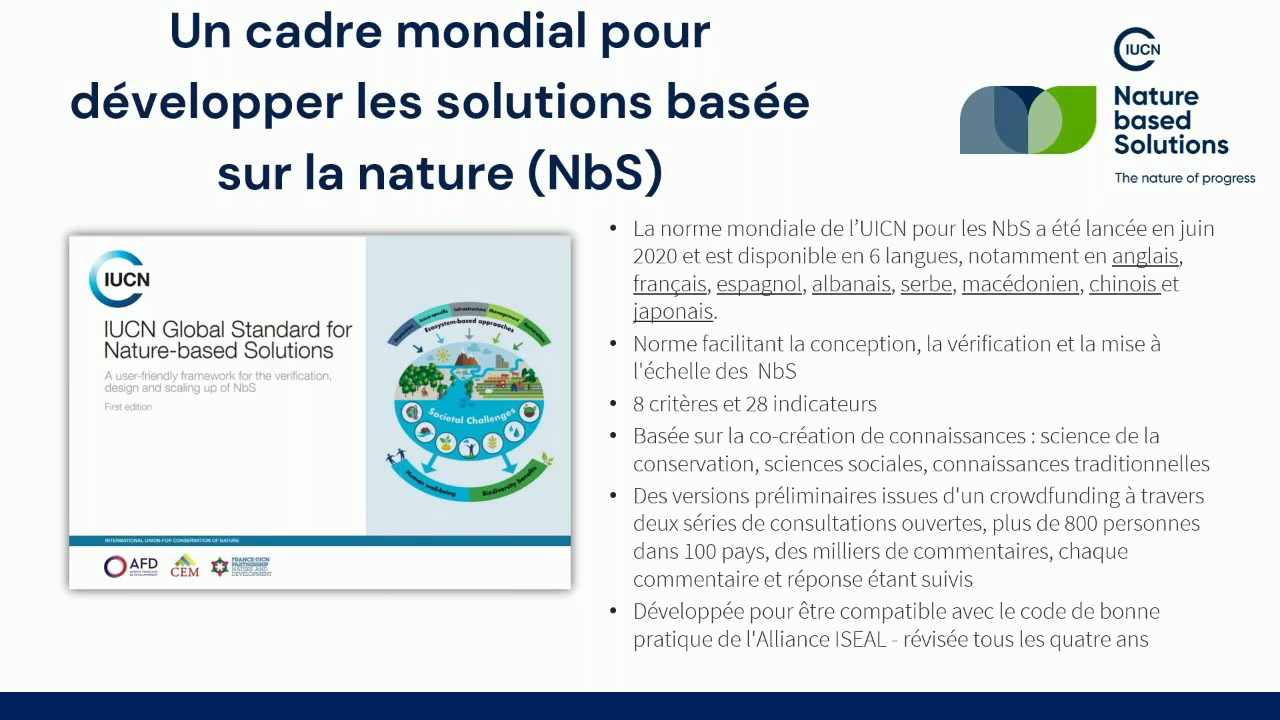 Un cadre mondial pour
développer les solutions basée
sur la nature (NbS)
IUCN
Nature
based
Solutions
The nature of progress
IUCN
IUCN Global Standard for
Nature-based Solutions
A user-friendly framework for the verification,
design and scaling up of NbS
First edition
Infrastructure
Management
Ecosystem-based approaches
Societal Challenges
Human well-being
Biodiversity benefits
INTERNATIONAL UNION FOR CONSERVATION OF NATURE
AFD
CEM
FRANCE-IUCN
PARTNERSHIP
NATURE AND
DEVELOPMENT
• La norme mondiale de l’UICN pour les NbS a été lancée en juin
2020 et est disponible en 6 langues, notamment en anglais,
français, espagnol, albanais, serbe, macédonien, chinois et
japonais.
• Norme facilitant la conception, la vérification et la mise à
l'échelle des  NbS
• 8 critères et 28 indicateurs
• Basée sur la co-création de connaissances : science de la
conservation, sciences sociales, connaissances traditionnelles
• Des versions préliminaires issues d'un crowdfunding à travers
deux séries de consultations ouvertes, plus de 800 personnes
dans 100 pays, des milliers de commentaires, chaque
commentaire et réponse étant suivis
• Développée pour être compatible avec le code de bonne
pratique de l'Alliance ISEAL - révisée tous les quatre ans